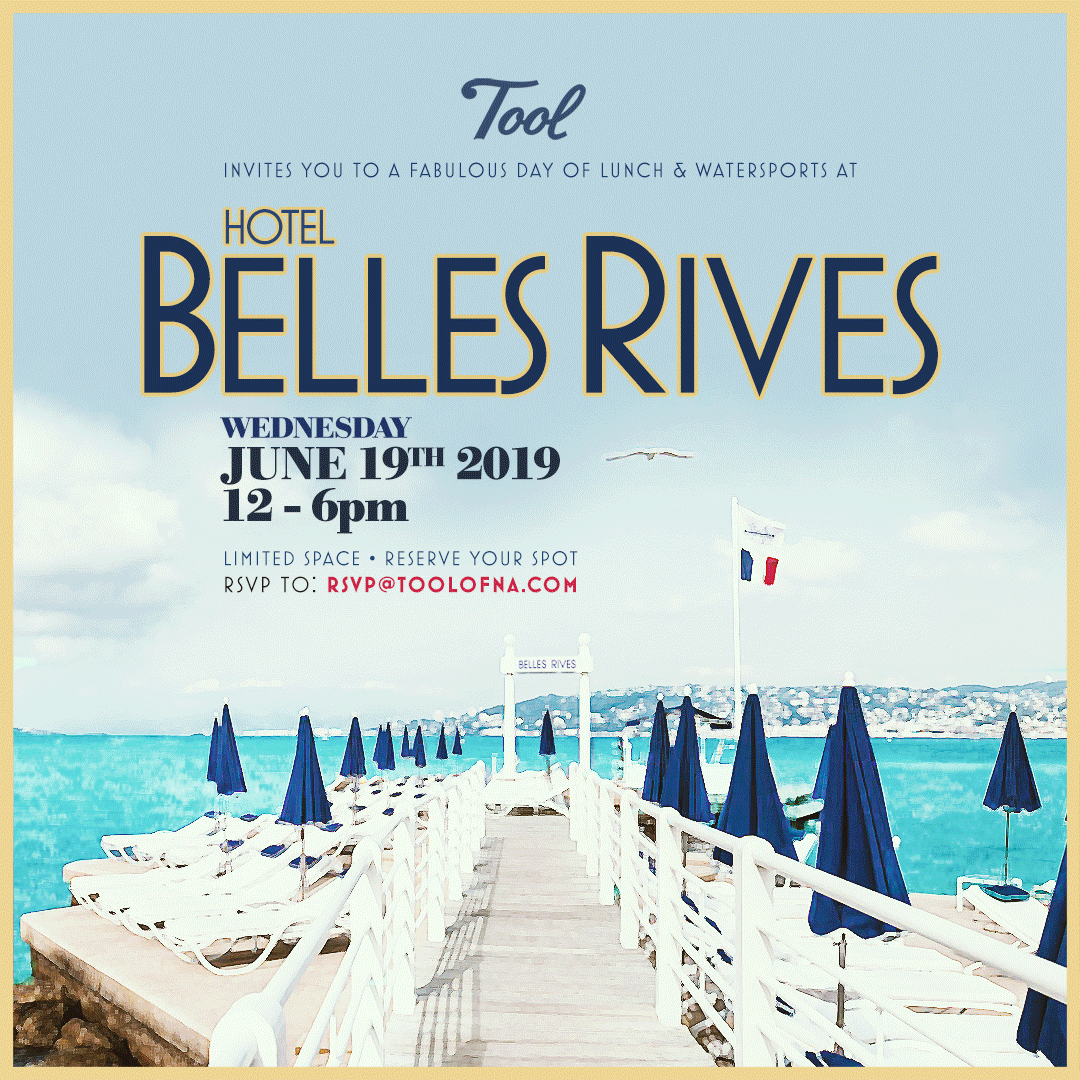 Tool
INVITES YOU TO A FABULOUS DAY OF LUNCH & WATERSPORTS AT
HOTEL
BELLES RIVES
WEDNESDAY
JUNE 19TH 2019
12 - 6pm
LIMITED SPACE • RESERVE YOUR SPOT
RSVP TO: RSVP@TOOLOFNA.COM
BELLES RIVES